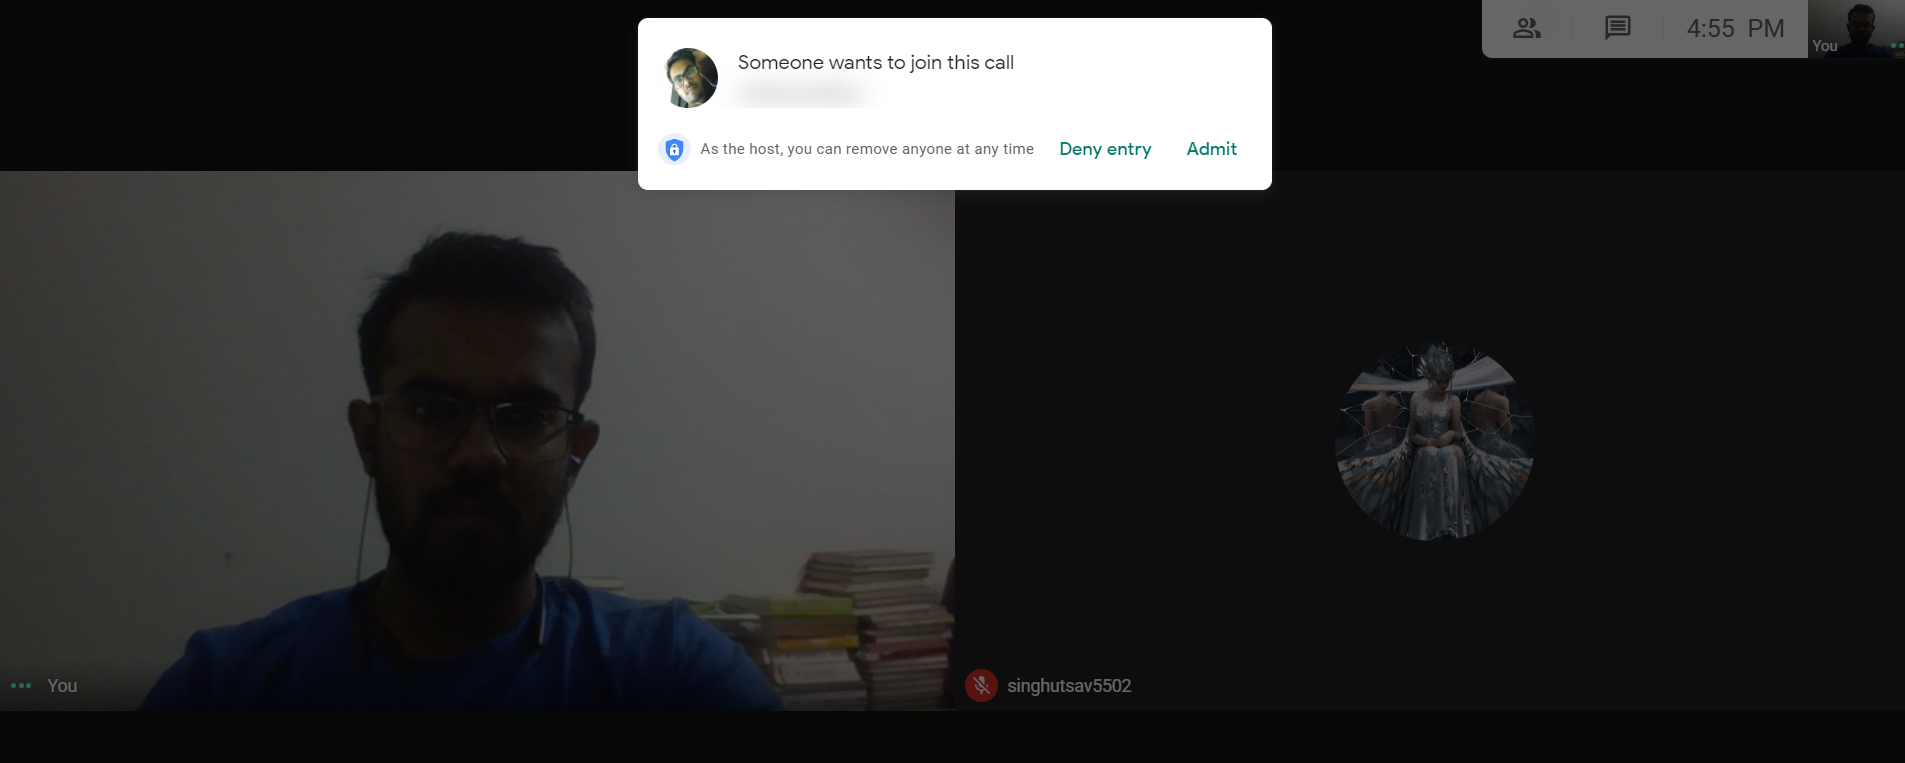 Someone wants to join this call
As the host, you can remove anyone at any time
Deny entry
Admit
4:55 PM
You
You
singhutsav5502